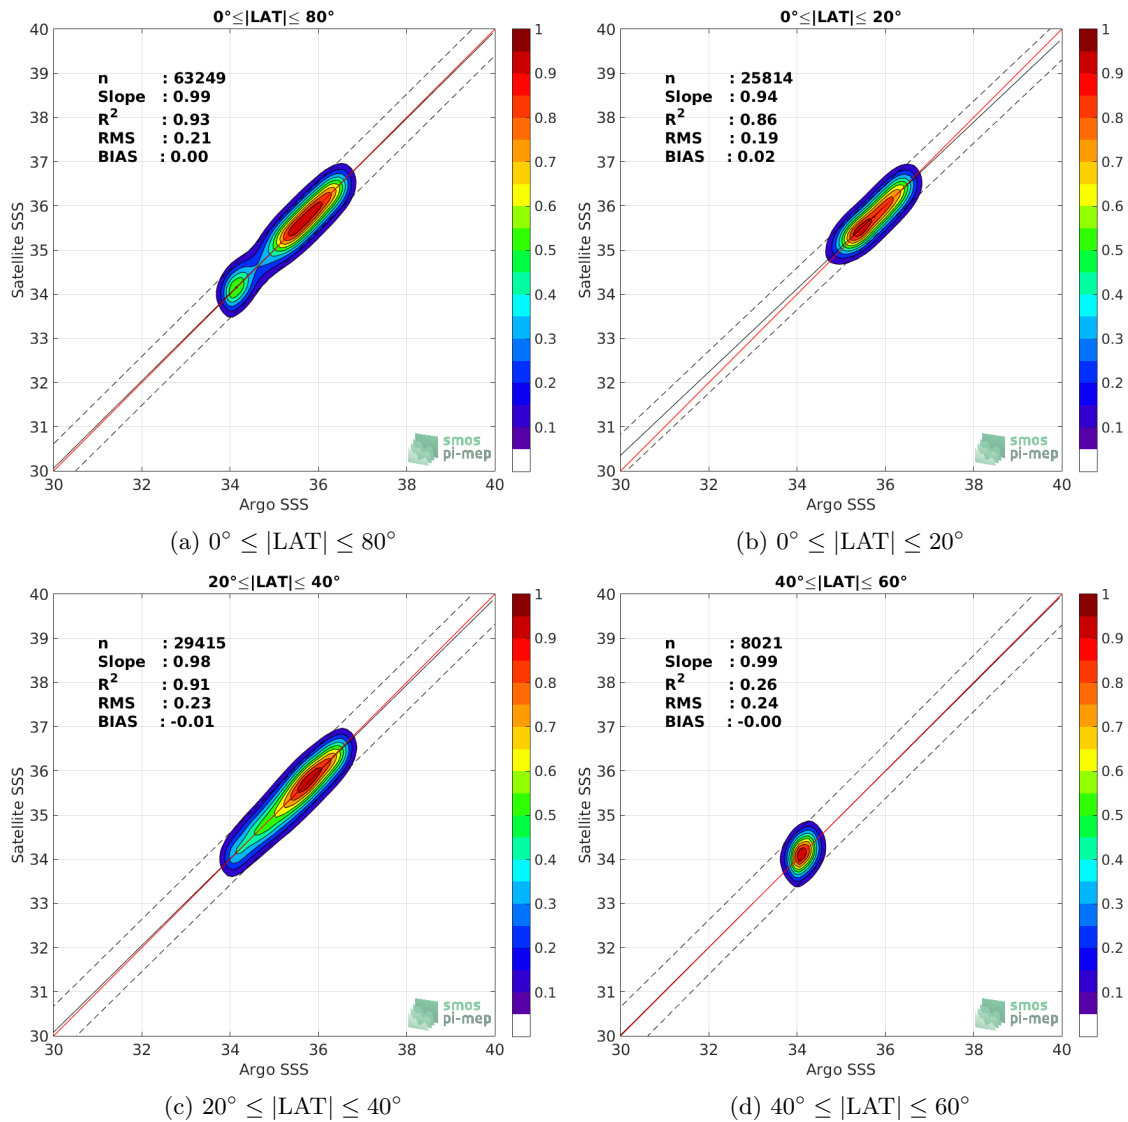 0°≤|LAT|≤ 80°
n : 63249
Slope : 0.99
R2 : 0.93
RMS : 0.21
BIAS : 0.00
40
39
38
37
36
35
34
33
32
31
30
Satellite SSS
30 32 34 36 38 40
Argo SSS
smos
pi-mep
1
0.9
0.8
0.7
0.6
0.5
0.4
0.3
0.2
0.1
(a) 0° ≤ |LAT| ≤ 80°
0°≤|LAT|≤ 20°
n : 25814
Slope : 0.94
R2 : 0.86
RMS : 0.19
BIAS : 0.02
40
39
38
37
36
35
34
33
32
31
30
Satellite SSS
30 32 34 36 38 40
Argo SSS
smos
pi-mep
1
0.9
0.8
0.7
0.6
0.5
0.4
0.3
0.2
0.1
(b) 0° ≤ |LAT| ≤ 20°
20°≤|LAT|≤ 40°
n : 29415
Slope : 0.98
R2 : 0.91
RMS : 0.23
BIAS : -0.01
40
39
38
37
36
35
34
33
32
31
30
Satellite SSS
30 32 34 36 38 40
Argo SSS
smos
pi-mep
1
0.9
0.8
0.7
0.6
0.5
0.4
0.3
0.2
0.1
(c) 20° ≤ |LAT| ≤ 40°
40°≤|LAT|≤ 60°
n : 8021
Slope : 0.99
R2 : 0.26
RMS : 0.24
BIAS : -0.00
40
39
38
37
36
35
34
33
32
31
30
Satellite SSS
30 32 34 36 38 40
Argo SSS
smos
pi-mep
1
0.9
0.8
0.7
0.6
0.5
0.4
0.3
0.2
0.1
(d) 40° ≤ |LAT| ≤ 60°